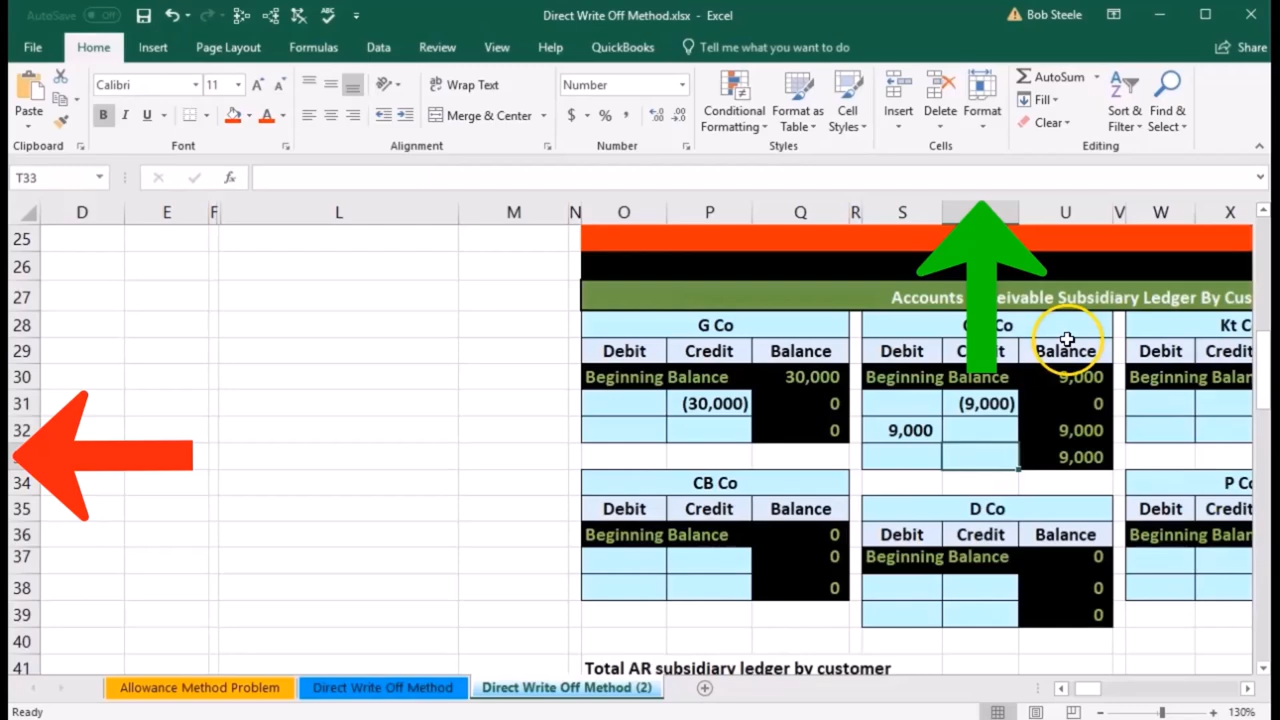 AutoSave Off
Direct Write Off Method.xlsx - Excel
Bob Steele
File Home Insert Page Layout Formulas Data Review View Help QuickBooks Tell me what you want to do Share
Calibri 11 Wrap Text Number AutoSum
Paste Insert Delete Format Fill
B I U Merge & Center $ % Conditional Format as Cell Sort & Find & Clear
Formatting Table Styles Filter Select
Clipboard Font Alignment Number Styles Cells Editing
T33 fx
D E F L M N O P Q R S U V W X
25
26
27 Accounts Subsidiary Ledger By Cus
28 G Co Co Kt C
29 Debit Credit Balance Debit Balance Debit Credit
30 Beginning Balance 30,000 Beginning Balance 9,000 Beginning Bal
31 (30,000) 0 (9,000) 0
32 0 9,000 9,000
9,000
34 CB Co P Co
35 Debit Credit Balance D Co Debit Credit
36 Beginning Balance 0 Debit Credit Balance Beginning Bal
37 0 Beginning Balance 0
38 0 0
39 0
40
41 Total AR subsidiary ledger by customer
Allowance Method Problem Direct Write Off Method Direct Write Off Method (2)
Ready 130%